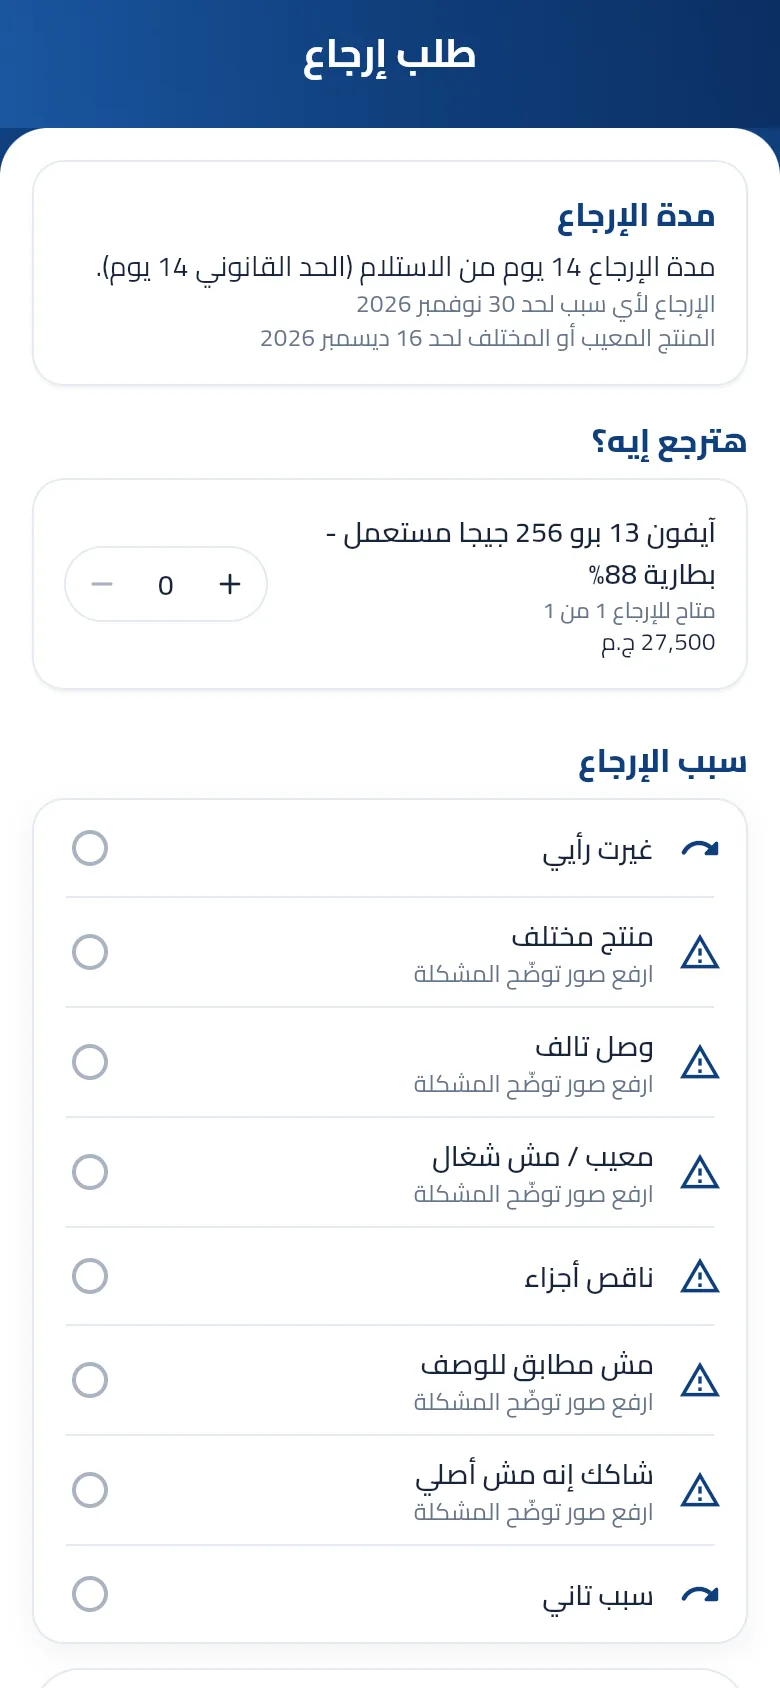 طلب إرجاع
مدة الإرجاع
مدة الإرجاع 14 يوم من الاستلام (الحد القانوني 14 يوم).
الإرجاع لأي سبب لحد 30 نوفمبر 2026
المنتج المعيب أو المختلف لحد 16 ديسمبر 2026
هترجع إيه؟
آيفون 13 برو 256 جيجا مستعمل -
بطارية 88%
متاح للإرجاع 1 من 1
27,500 ج.م
+ 0 −
سبب الإرجاع
غيرت رأيي
منتج مختلف
ارفع صور توضّح المشكلة
وصل تالف
ارفع صور توضّح المشكلة
معيب / مش شغال
ارفع صور توضّح المشكلة
ناقص أجزاء
مش مطابق للوصف
ارفع صور توضّح المشكلة
شاكك إنه مش أصلي
ارفع صور توضّح المشكلة
سبب تاني